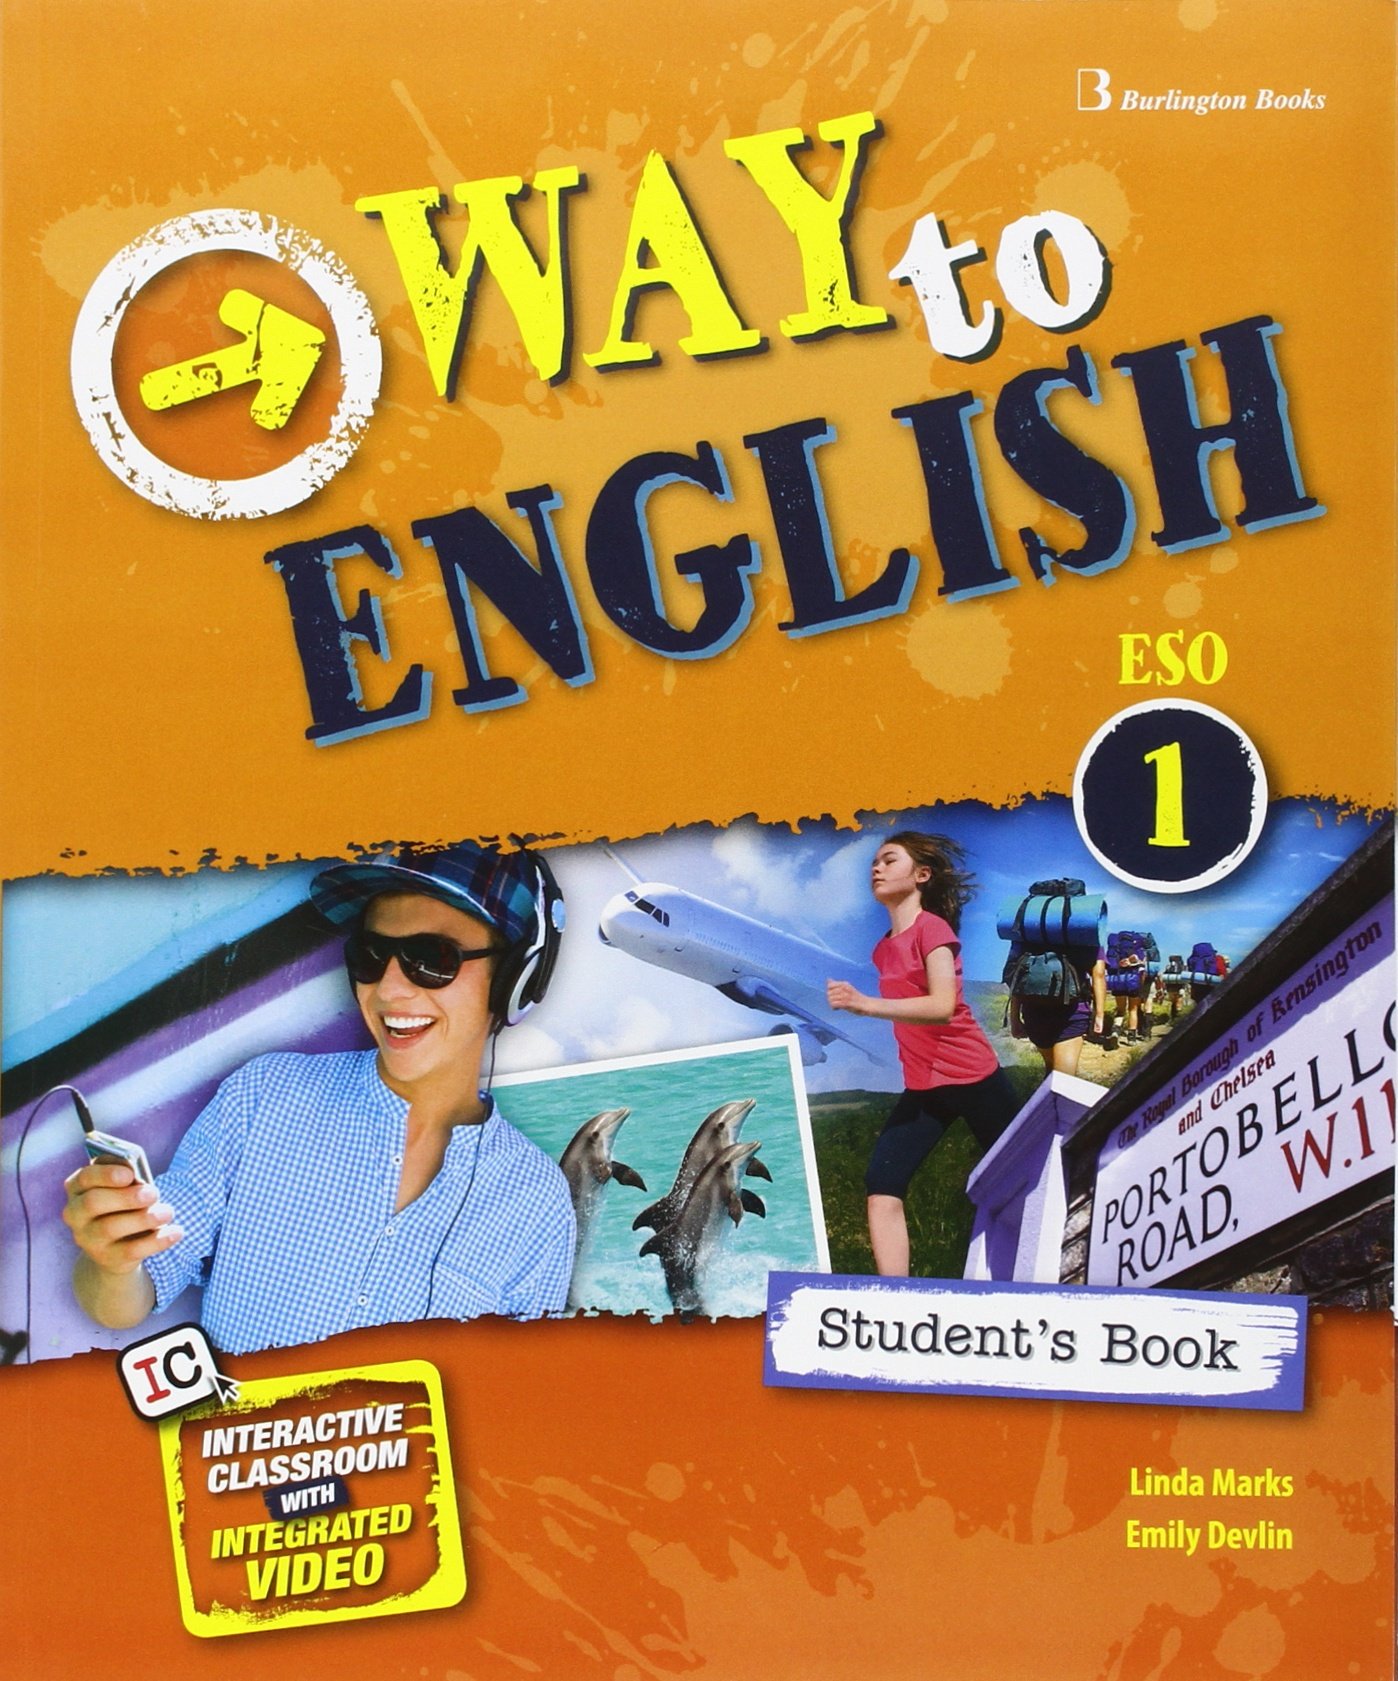 B Burlington Books
WAY to
ENGLISH
ESO
1
The Royal Borough of Kensington
and Chelsea
PORTOBELLO
ROAD, W.11
Student's Book
IC
INTERACTIVE
CLASSROOM
WITH
INTEGRATED
VIDEO
Linda Marks
Emily Devlin